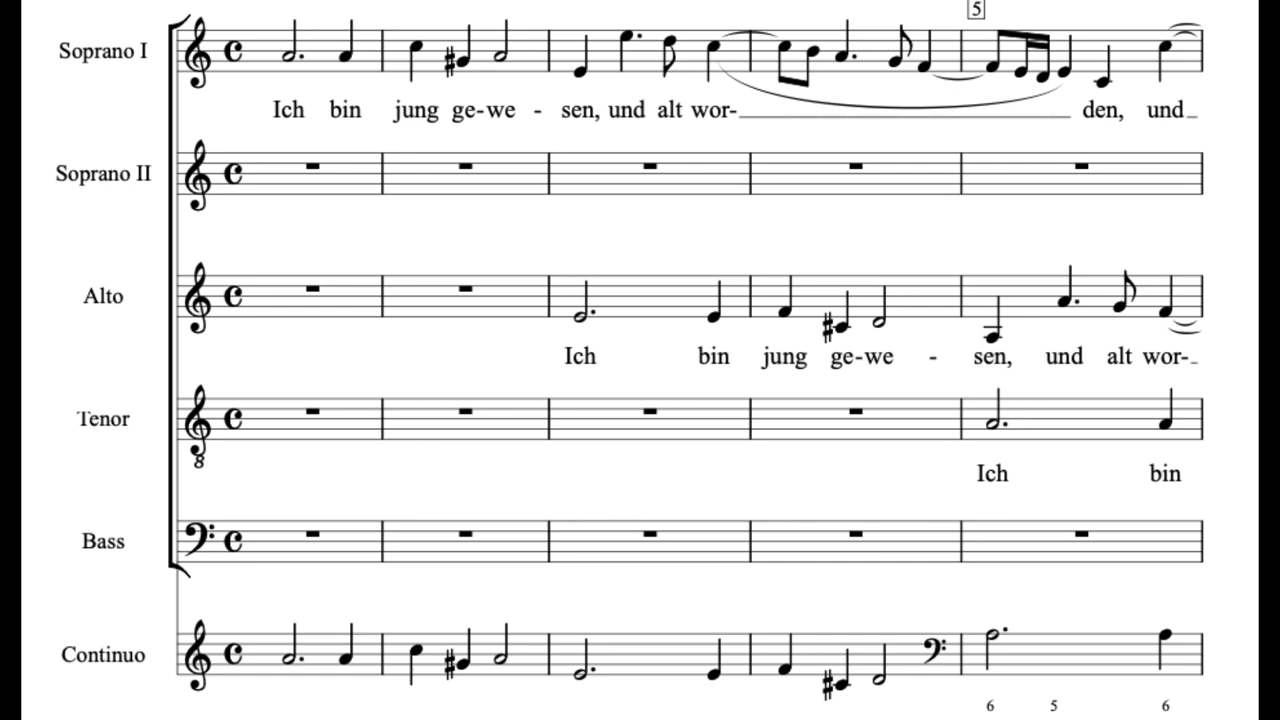 5
Soprano I
Ich bin jung ge-we - sen, und alt wor- den, und
Soprano II
Alto
Ich bin jung ge-we - sen, und alt wor-
Tenor
8
Ich bin
Bass
Continuo
6 5 6